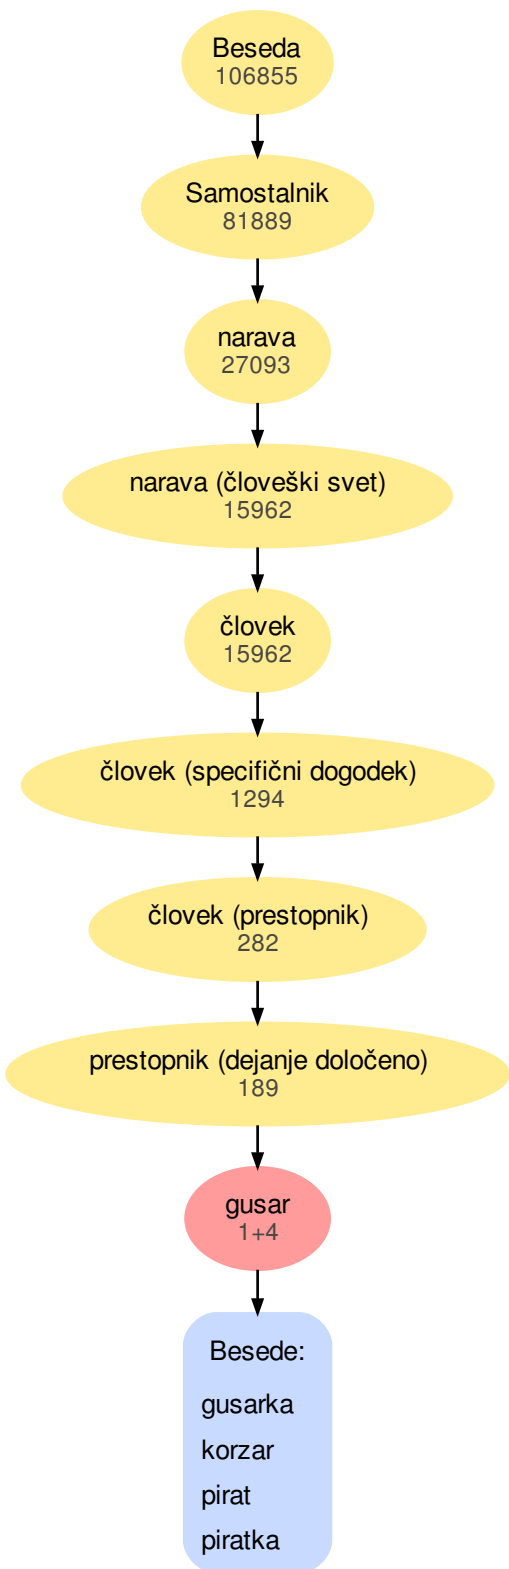 Beseda
106855
Samostalnik
81889
narava
27093
narava (človeški svet)
15962
človek
15962
človek (specifični dogodek)
1294
človek (prestopnik)
282
prestopnik (dejanje določeno)
189
gusar
1+4
Besede:
gusarka
korzar
pirat
piratka